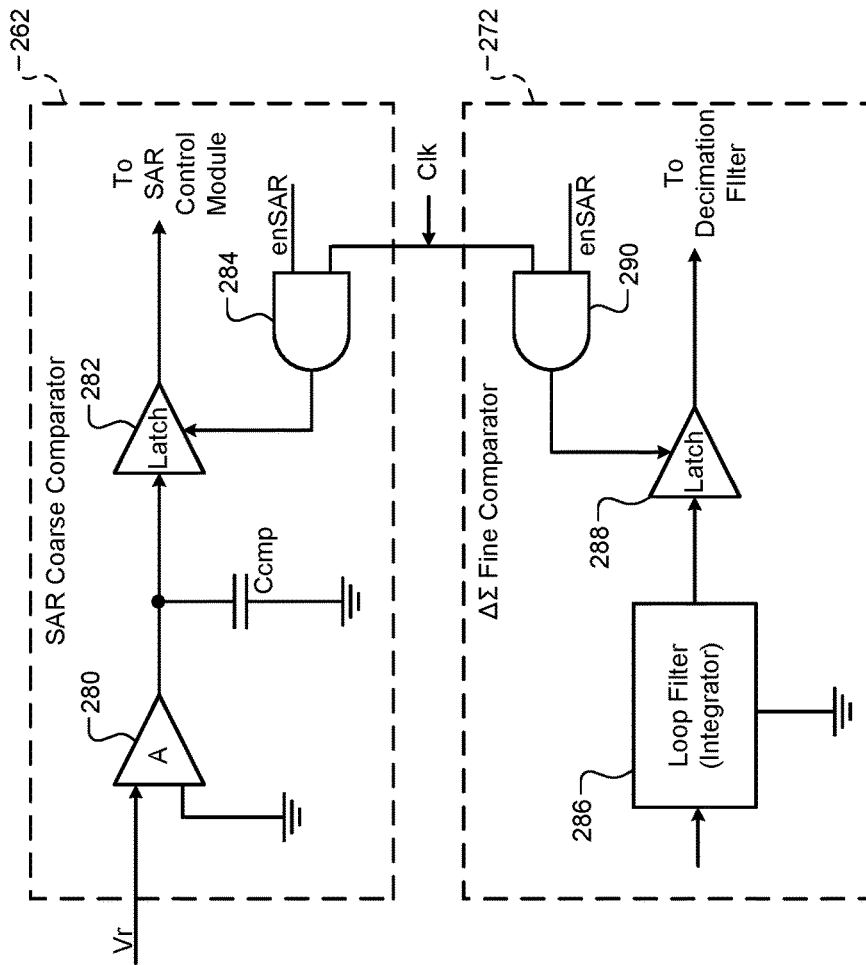 262
SAR Coarse Comparator
Vr
A
280
Ccmp
Latch
282
To
SAR
Control
Module
284
enSAR
Clk
272
ΔΣ Fine Comparator
286
Loop Filter
(Integrator)
288
Latch
290
enSAR
To
Decimation
FIlter